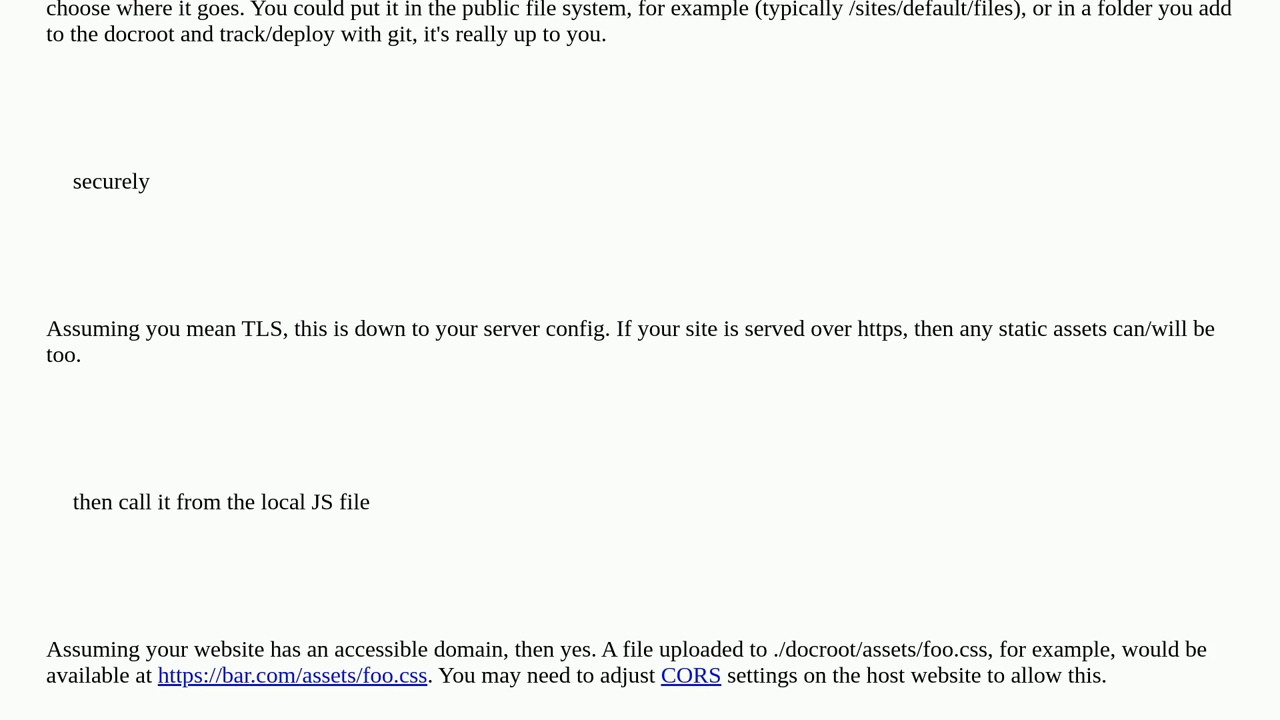 choose where it goes. You could put it in the public file system, for example (typically /sites/default/files), or in a folder you add
to the docroot and track/deploy with git, it's really up to you.
securely
Assuming you mean TLS, this is down to your server config. If your site is served over https, then any static assets can/will be
too.
then call it from the local JS file
Assuming your website has an accessible domain, then yes. A file uploaded to ./docroot/assets/foo.css, for example, would be
available at https://bar.com/assets/foo.css. You may need to adjust CORS settings on the host website to allow this.